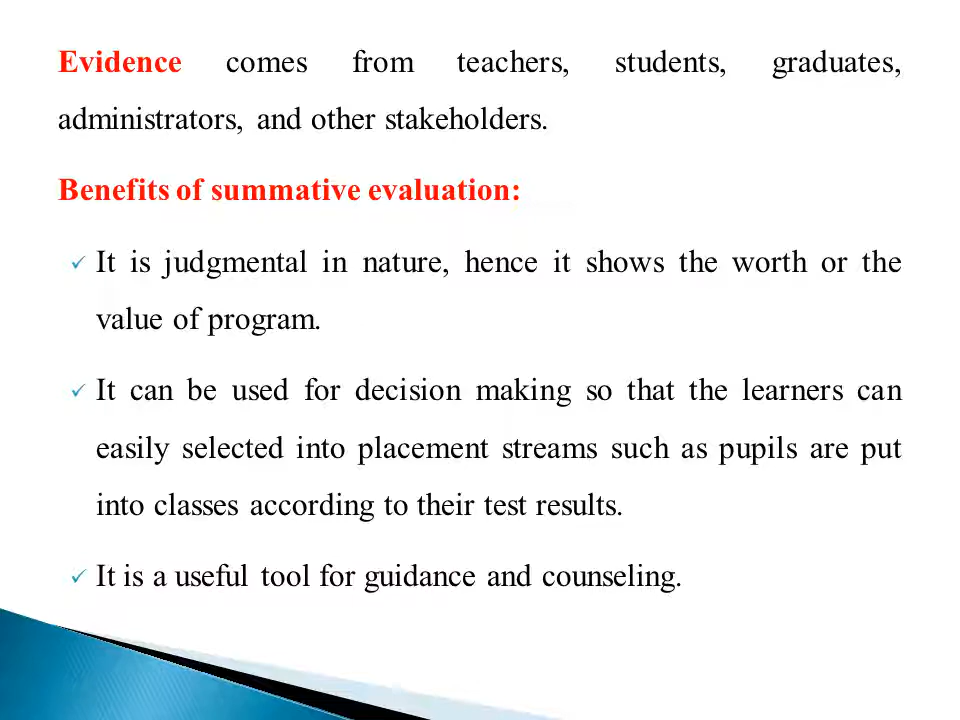 Evidence comes from teachers, students, graduates,
administrators, and other stakeholders.
Benefits of summative evaluation:
✓ It is judgmental in nature, hence it shows the worth or the
value of program.
✓ It can be used for decision making so that the learners can
easily selected into placement streams such as pupils are put
into classes according to their test results.
✓ It is a useful tool for guidance and counseling.